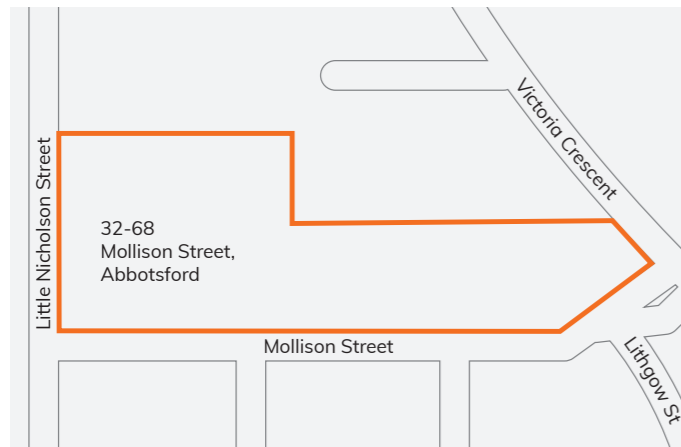 Little Nicholson Street
Victoria Crescent
32-68
Mollison Street,
Abbotsford
Mollison Street
Lithgow St